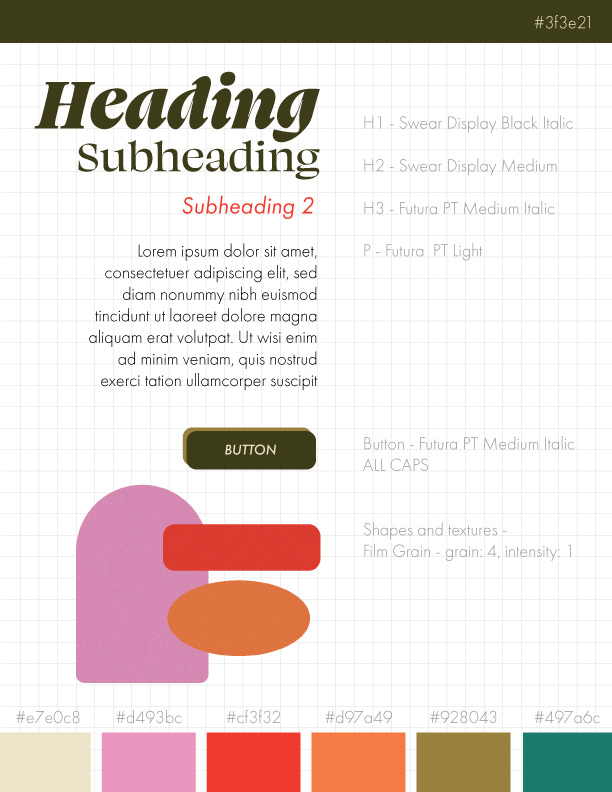 #3f3e21
Heading
Subheading
Subheading 2
Lorem ipsum dolor sit amet,
consectetuer adipiscing elit, sed
diam nonummy nibh euismod
tincidunt ut laoreet dolore magna
aliquam erat volutpat. Ut wisi enim
ad minim veniam, quis nostrud
exerci tation ullamcorper suscipit
H1 - Swear Display Black Italic
H2 - Swear Display Medium
H3 - Futura PT Medium Italic
P - Futura  PT Light
BUTTON
Button - Futura PT Medium Italic
ALL CAPS
Shapes and textures -
Film Grain - grain: 4, intensity: 1
#e7e0c8
#d493bc
#cf3f32
#d97a49
#928043
#497a6c